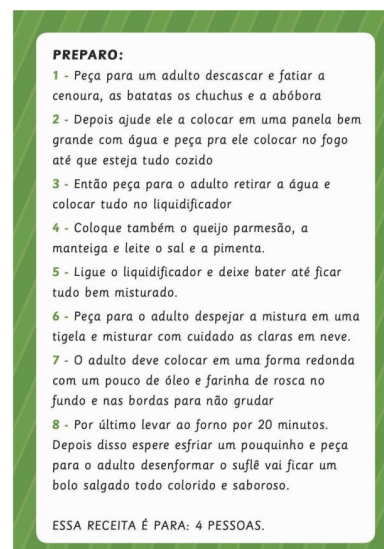 PREPARO:
1 - Peça para um adulto descascar e fatiar a
cenoura, as batatas os chuchus e a abóbora
2 - Depois ajude ele a colocar em uma panela bem
grande com água e peça pra ele colocar no fogo
até que esteja tudo cozido
3 - Então peça para o adulto retirar a água e
colocar tudo no liquidificador
4 - Coloque também o queijo parmesão, a
manteiga e leite o sal e a pimenta.
5 - Ligue o liquidificador e deixe bater até ficar
tudo bem misturado.
6 - Peça para o adulto despejar a mistura em uma
tigela e misturar com cuidado as claras em neve.
7 - O adulto deve colocar em uma forma redonda
com um pouco de óleo e farinha de rosca no
fundo e nas bordas para não grudar
8 - Por último levar ao forno por 20 minutos.
Depois disso espere esfriar um pouquinho e peça
para o adulto desenformar o suflê vai ficar um
bolo salgado todo colorido e saboroso.
ESSA RECEITA É PARA: 4 PESSOAS.